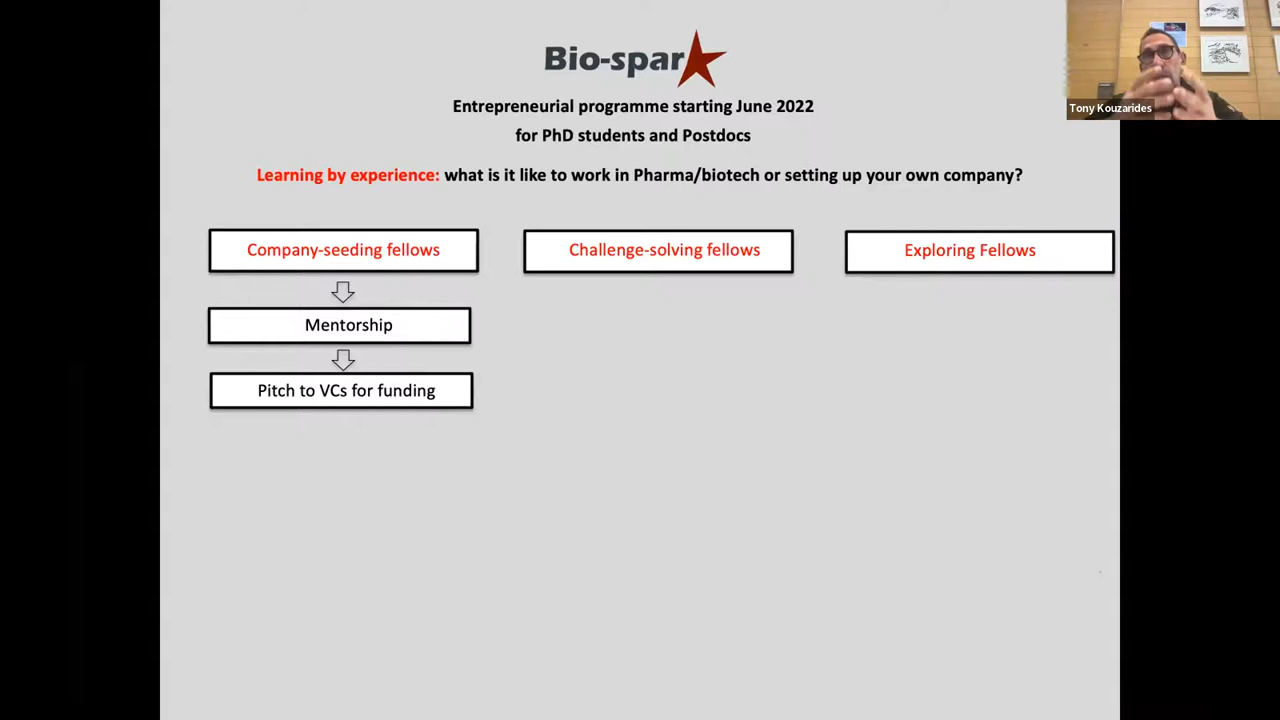 Bio-spar
Entrepreneurial programme starting June 2022
for PhD students and Postdocs
Learning by experience: what is it like to work in Pharma/biotech or setting up your own company?
Company-seeding fellows
Challenge-solving fellows
Exploring Fellows
Mentorship
Pitch to VCs for funding
Tony Kouzarides